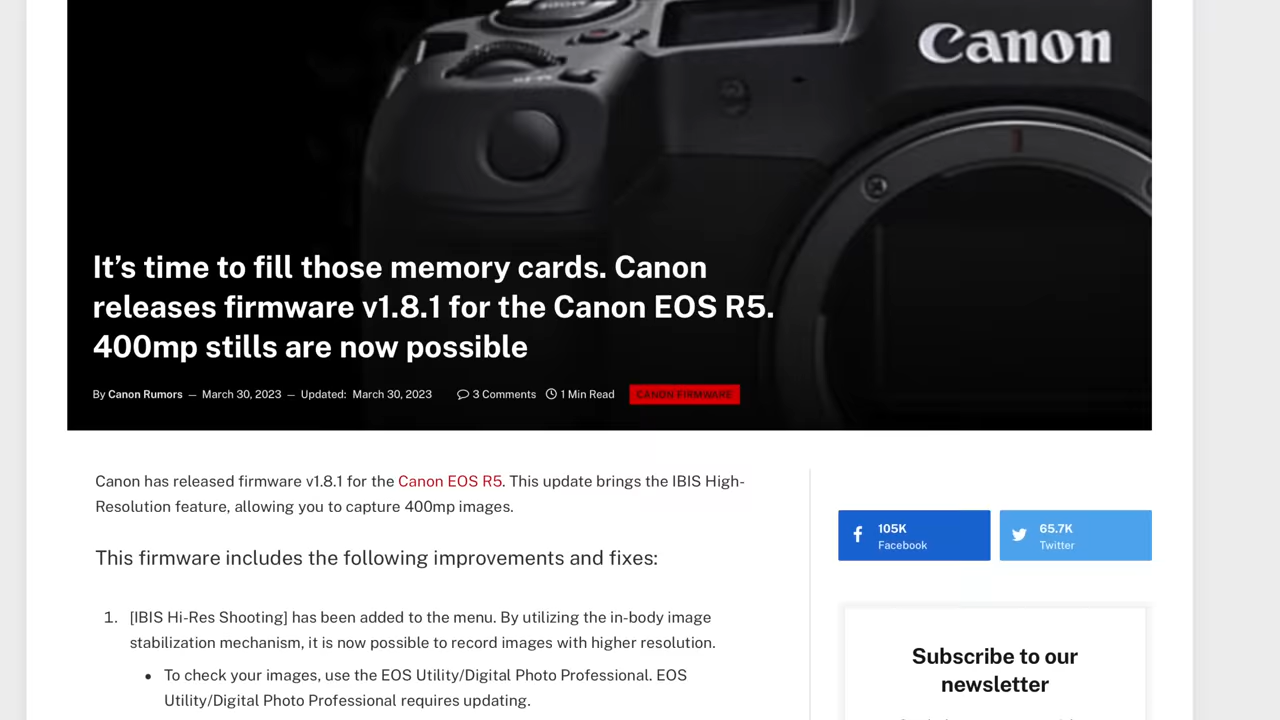 Canon
It’s time to fill those memory cards. Canon
releases firmware v1.8.1 for the Canon EOS R5.
400mp stills are now possible
By Canon Rumors — March 30, 2023 — Updated: March 30, 2023 3 Comments 1 Min Read CANON FIRMWARE
Canon has released firmware v1.8.1 for the Canon EOS R5. This update brings the IBIS High-
Resolution feature, allowing you to capture 400mp images.
This firmware includes the following improvements and fixes:
1. [IBIS Hi-Res Shooting] has been added to the menu. By utilizing the in-body image
stabilization mechanism, it is now possible to record images with higher resolution.
• To check your images, use the EOS Utility/Digital Photo Professional. EOS
Utility/Digital Photo Professional requires updating.
105K
Facebook
65.7K
Twitter
Subscribe to our
newsletter